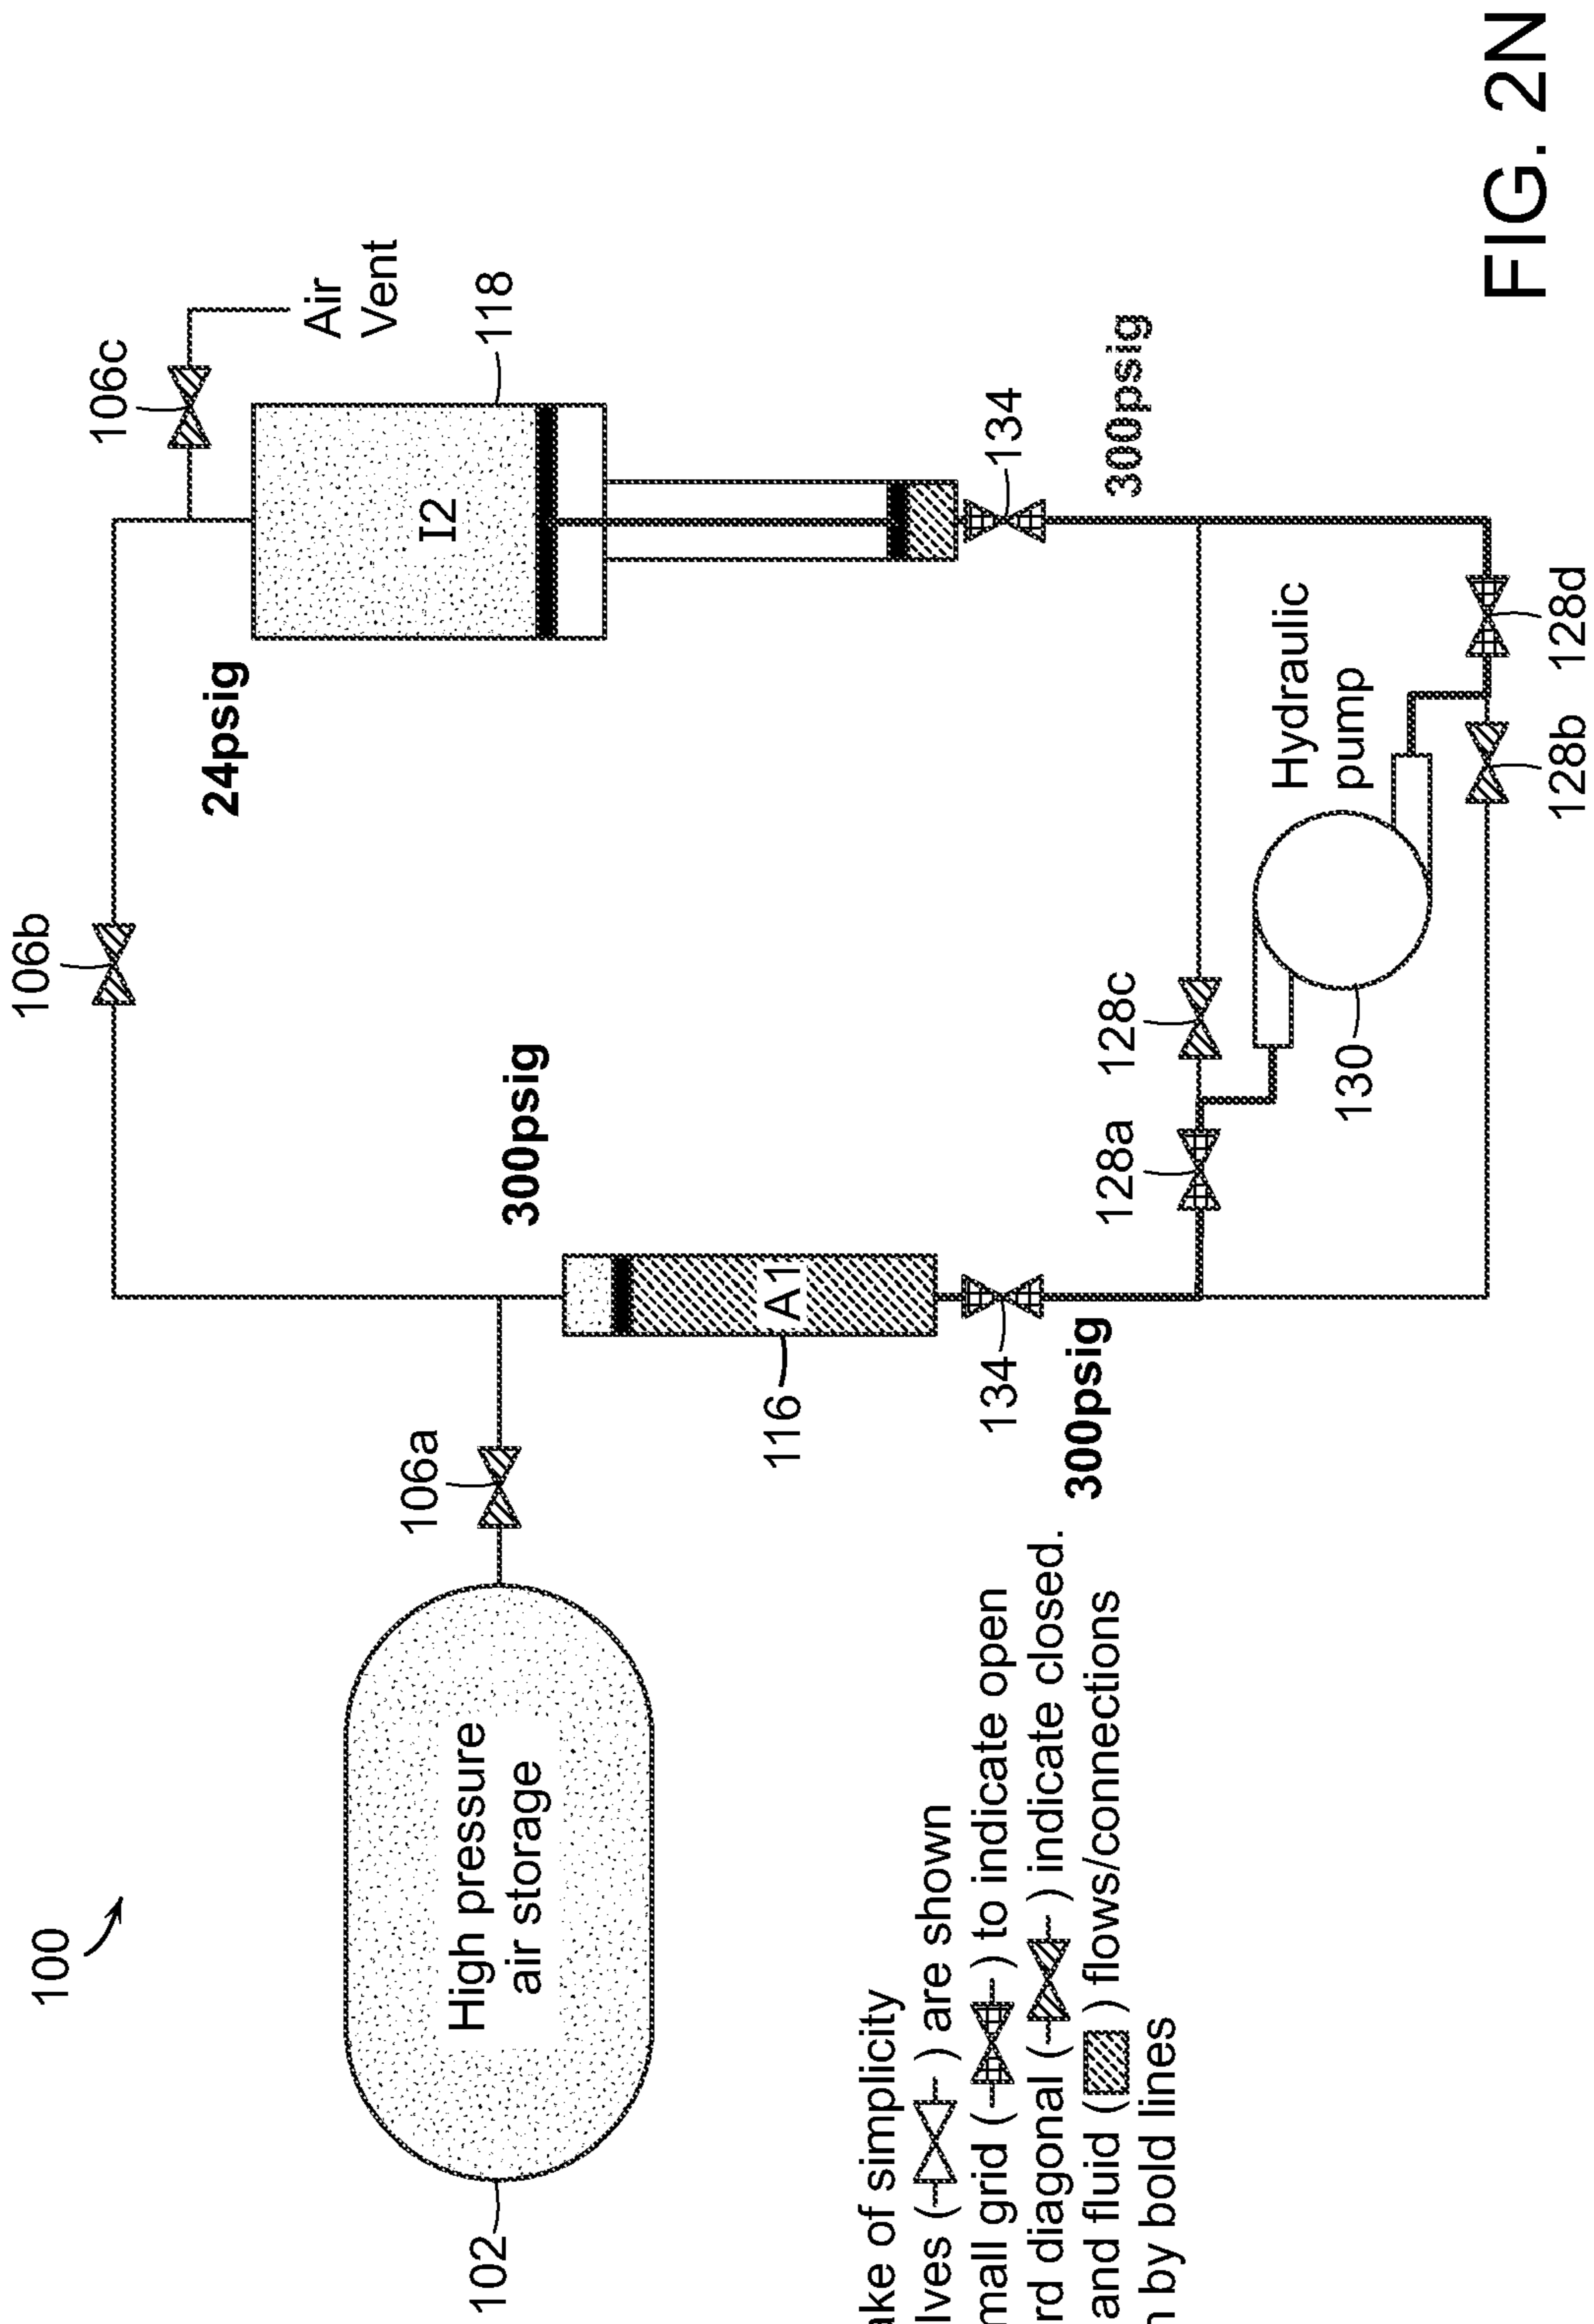 100
106b
106c
Air
Vent
24psig
106a
High pressure
air storage
102
300psig
I2
118
116
A1
134
134
300psig
300psig
128a
128c
Hydraulic
pump
130
128b
128d
ake of simplicity
lves ( ) are shown
mall grid ( ) to indicate open
rd diagonal ( ) indicate closed.
and fluid ( ) flows/connections
n by bold lines
FIG. 2N